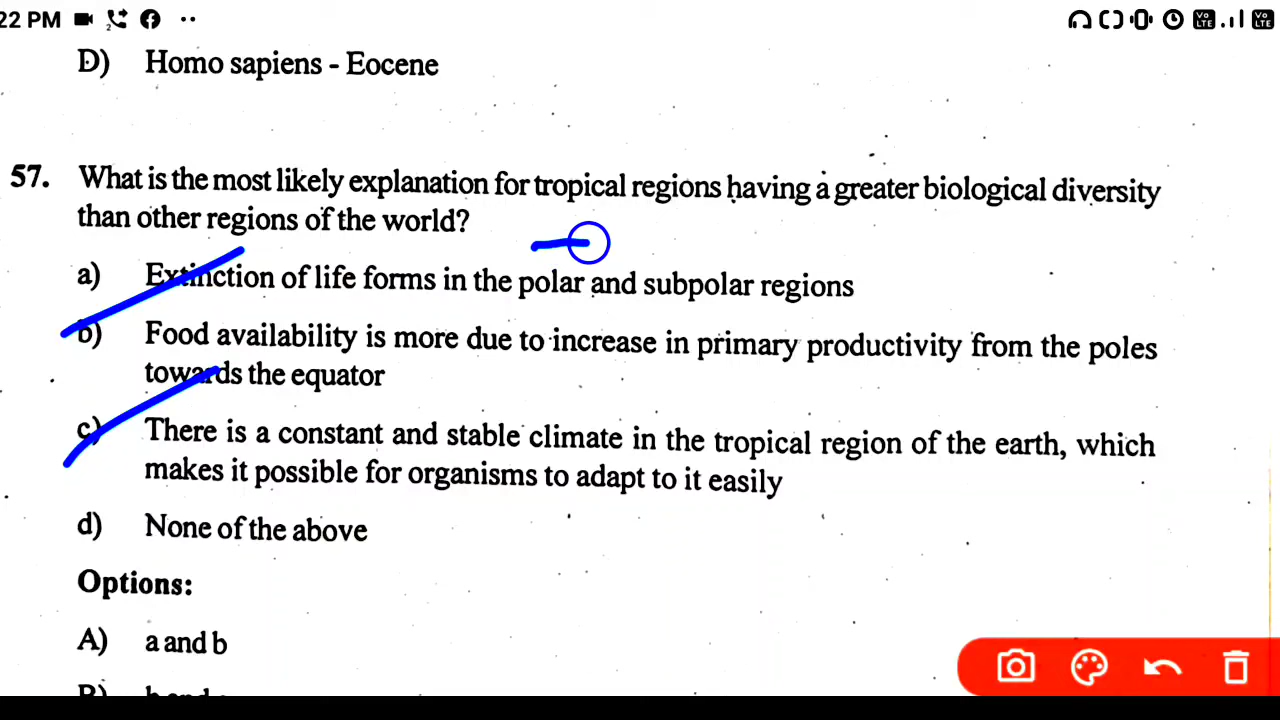 22 PM
D) Homo sapiens - Eocene
57. What is the most likely explanation for tropical regions having a greater biological diversity
than other regions of the world?
a) Extinction of life forms in the polar and subpolar regions
b) Food availability is more due to increase in primary productivity from the poles
towards the equator
c) There is a constant and stable climate in the tropical region of the earth, which
makes it possible for organisms to adapt to it easily
d) None of the above
Options:
A) a and b